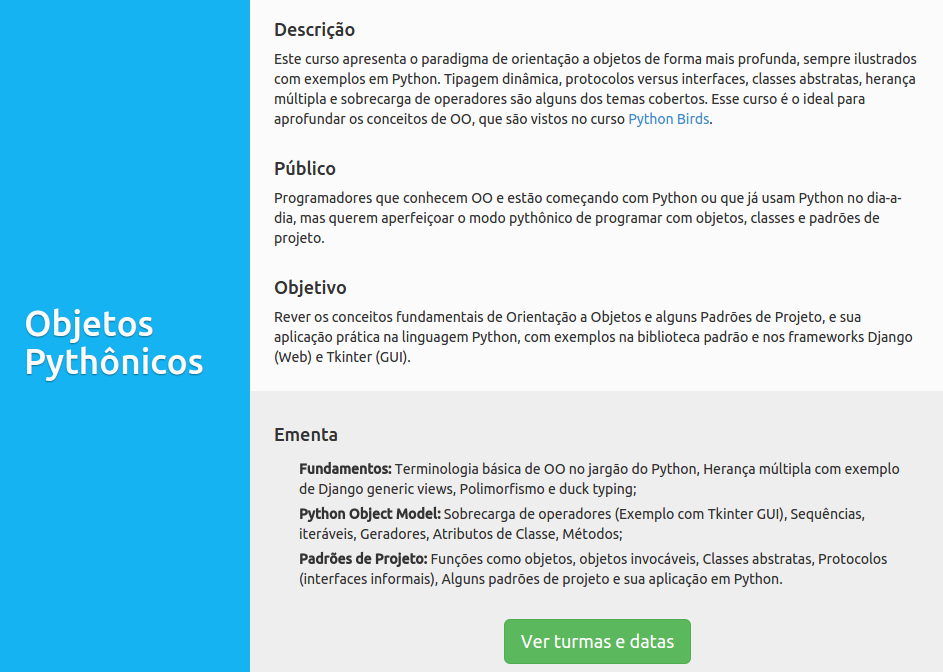 Objetos
Pythônicos
Descrição
Este curso apresenta o paradigma de orientação a objetos de forma mais profunda, sempre ilustrados
com exemplos em Python. Tipagem dinâmica, protocolos versus interfaces, classes abstratas, herança
múltipla e sobrecarga de operadores são alguns dos temas cobertos. Esse curso é o ideal para
aprofundar os conceitos de OO, que são vistos no curso Python Birds.
Público
Programadores que conhecem OO e estão começando com Python ou que já usam Python no dia-a-
dia, mas querem aperfeiçoar o modo pythônico de programar com objetos, classes e padrões de
projeto.
Objetivo
Rever os conceitos fundamentais de Orientação a Objetos e alguns Padrões de Projeto, e sua
aplicação prática na linguagem Python, com exemplos na biblioteca padrão e nos frameworks Django
(Web) e Tkinter (GUI).
Ementa
Fundamentos: Terminologia básica de OO no jargão do Python, Herança múltipla com exemplo
de Django generic views, Polimorfismo e duck typing;
Python Object Model: Sobrecarga de operadores (Exemplo com Tkinter GUI), Sequências,
iteráveis, Geradores, Atributos de Classe, Métodos;
Padrões de Projeto: Funções como objetos, objetos invocáveis, Classes abstratas, Protocolos
(interfaces informais), Alguns padrões de projeto e sua aplicação em Python.
Ver turmas e datas